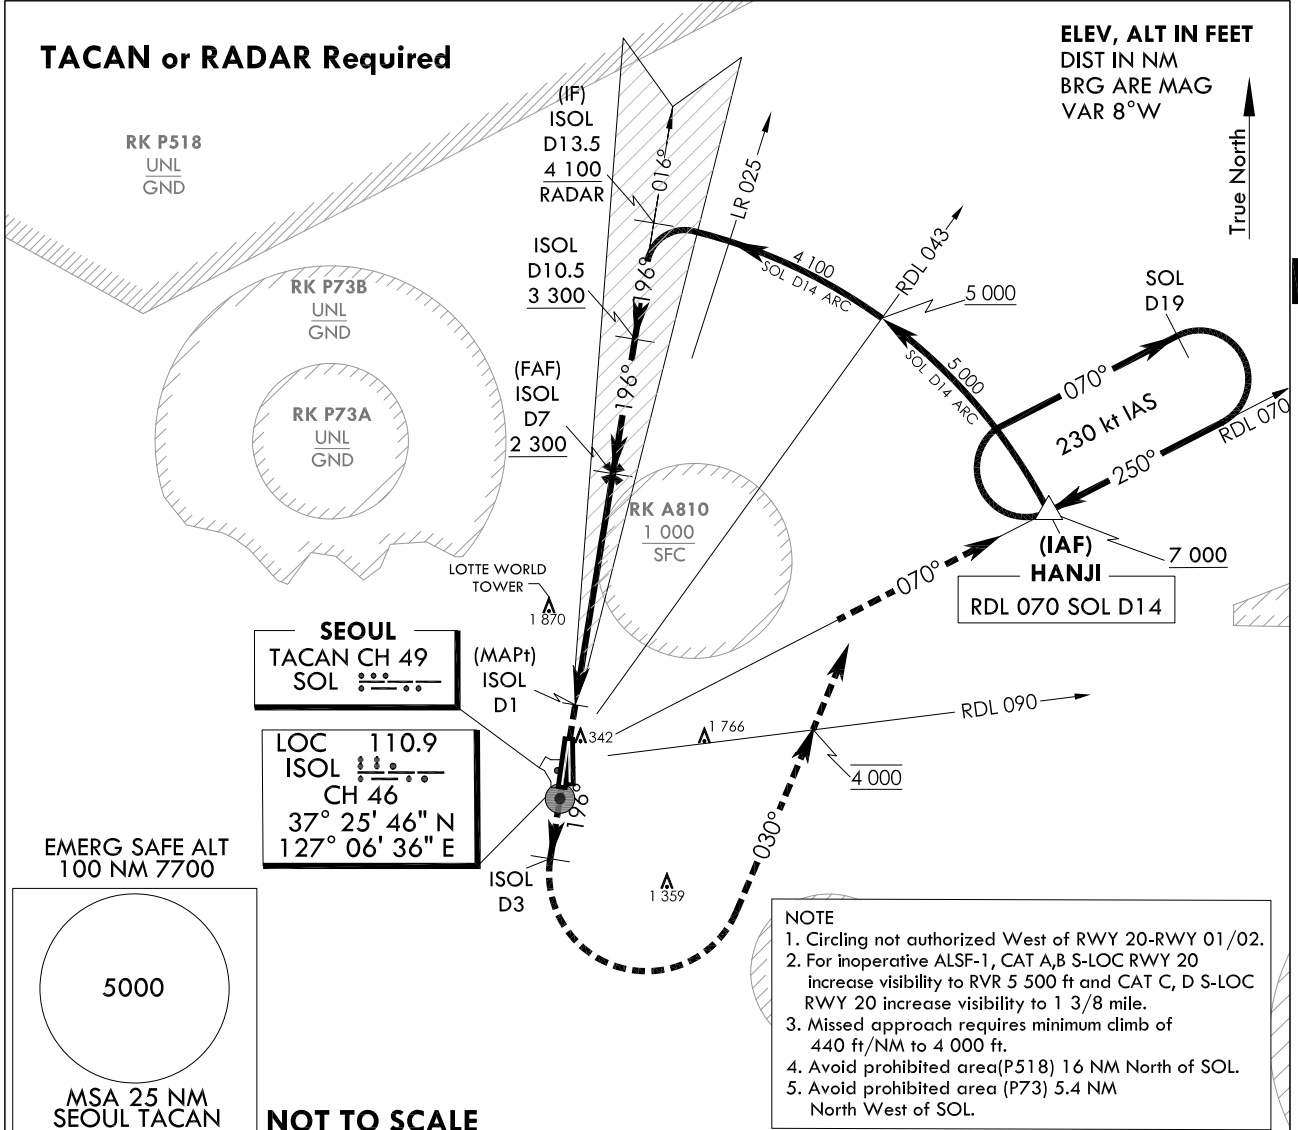 TACAN or RADAR Required
ELEV, ALT IN FEET
DIST IN NM
BRG ARE MAG
VAR 8°W
True North
RK P518
UNL
GND
(IF)
ISOL
D13.5
4 100
RADAR
016°
LR 025
ISOL
D10.5
3 300
196°
4 100
SOL D14 ARC
RDL 043
5 000
SOL
D19
RK P73B
UNL
GND
(FAF)
ISOL
D7
2 300
196°
5 000
SOL D14 ARC
070°
230 kt IAS
RDL 070
250°
RK P73A
UNL
GND
RK A810
1 000
SFC
(IAF)
HANJI
RDL 070 SOL D14
7 000
070°
LOTTE WORLD
TOWER
1 870
SEOUL
TACAN CH 49
SOL
(MAPt)
ISOL
D1
342
1 766
RDL 090
4 000
LOC 110.9
ISOL
CH 46
37° 25' 46" N
127° 06' 36" E
196°
030°
ISOL
D3
1 359
EMERG SAFE ALT
100 NM 7700
5000
MSA 25 NM
SEOUL TACAN
NOT TO SCALE
NOTE
1. Circling not authorized West of RWY 20-RWY 01/02.
2. For inoperative ALSF-1, CAT A,B S-LOC RWY 20
increase visibility to RVR 5 500 ft and CAT C, D S-LOC
RWY 20 increase visibility to 1 3/8 mile.
3. Missed approach requires minimum climb of
440 ft/NM to 4 000 ft.
4. Avoid prohibited area(P518) 16 NM North of SOL.
5. Avoid prohibited area (P73) 5.4 NM
North West of SOL.